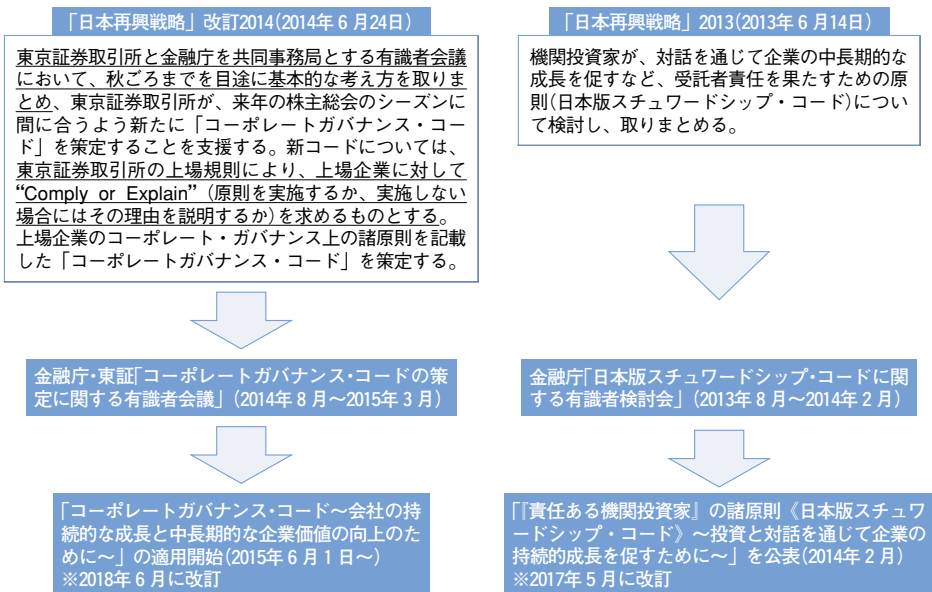 「日本再興戦略」改訂2014(2014年6月24日)
東京証券取引所と金融庁を共同事務局とする有識者会議
において、秋ごろまでを目途に基本的な考え方を取りま
とめ、東京証券取引所が、来年の株主総会のシーズンに
間に合うよう新たに「コーポレートガバナンス・コー
ド」を策定することを支援する。新コードについては、
東京証券取引所の上場規則により、上場企業に対して
“Comply or Explain”（原則を実施するか、実施しない
場合にはその理由を説明するか)を求めるものとする。
上場企業のコーポレート・ガバナンス上の諸原則を記載
した「コーポレートガバナンス・コード」を策定する。
金融庁・東証「コーポレートガバナンス・コードの策
定に関する有識者会議」(2014年8月～2015年3月)
「コーポレートガバナンス・コード～会社の持
続的な成長と中長期的な企業価値の向上のた
めに～」の適用開始(2015年6月1日～)
※2018年6月に改訂
「日本再興戦略」2013(2013年6月14日)
機関投資家が、対話を通じて企業の中長期的な
成長を促すなど、受託者責任を果たすための原
則(日本版スチュワードシップ・コード)につい
て検討し、取りまとめる。
金融庁「日本版スチュワードシップ・コードに関
する有識者検討会」(2013年8月～2014年2月)
「『責任ある機関投資家』の諸原則《日本版スチュワ
ードシップ・コード》～投資と対話を通じて企業の
持続的成長を促すために～」を公表(2014年2月)
※2017年5月に改訂